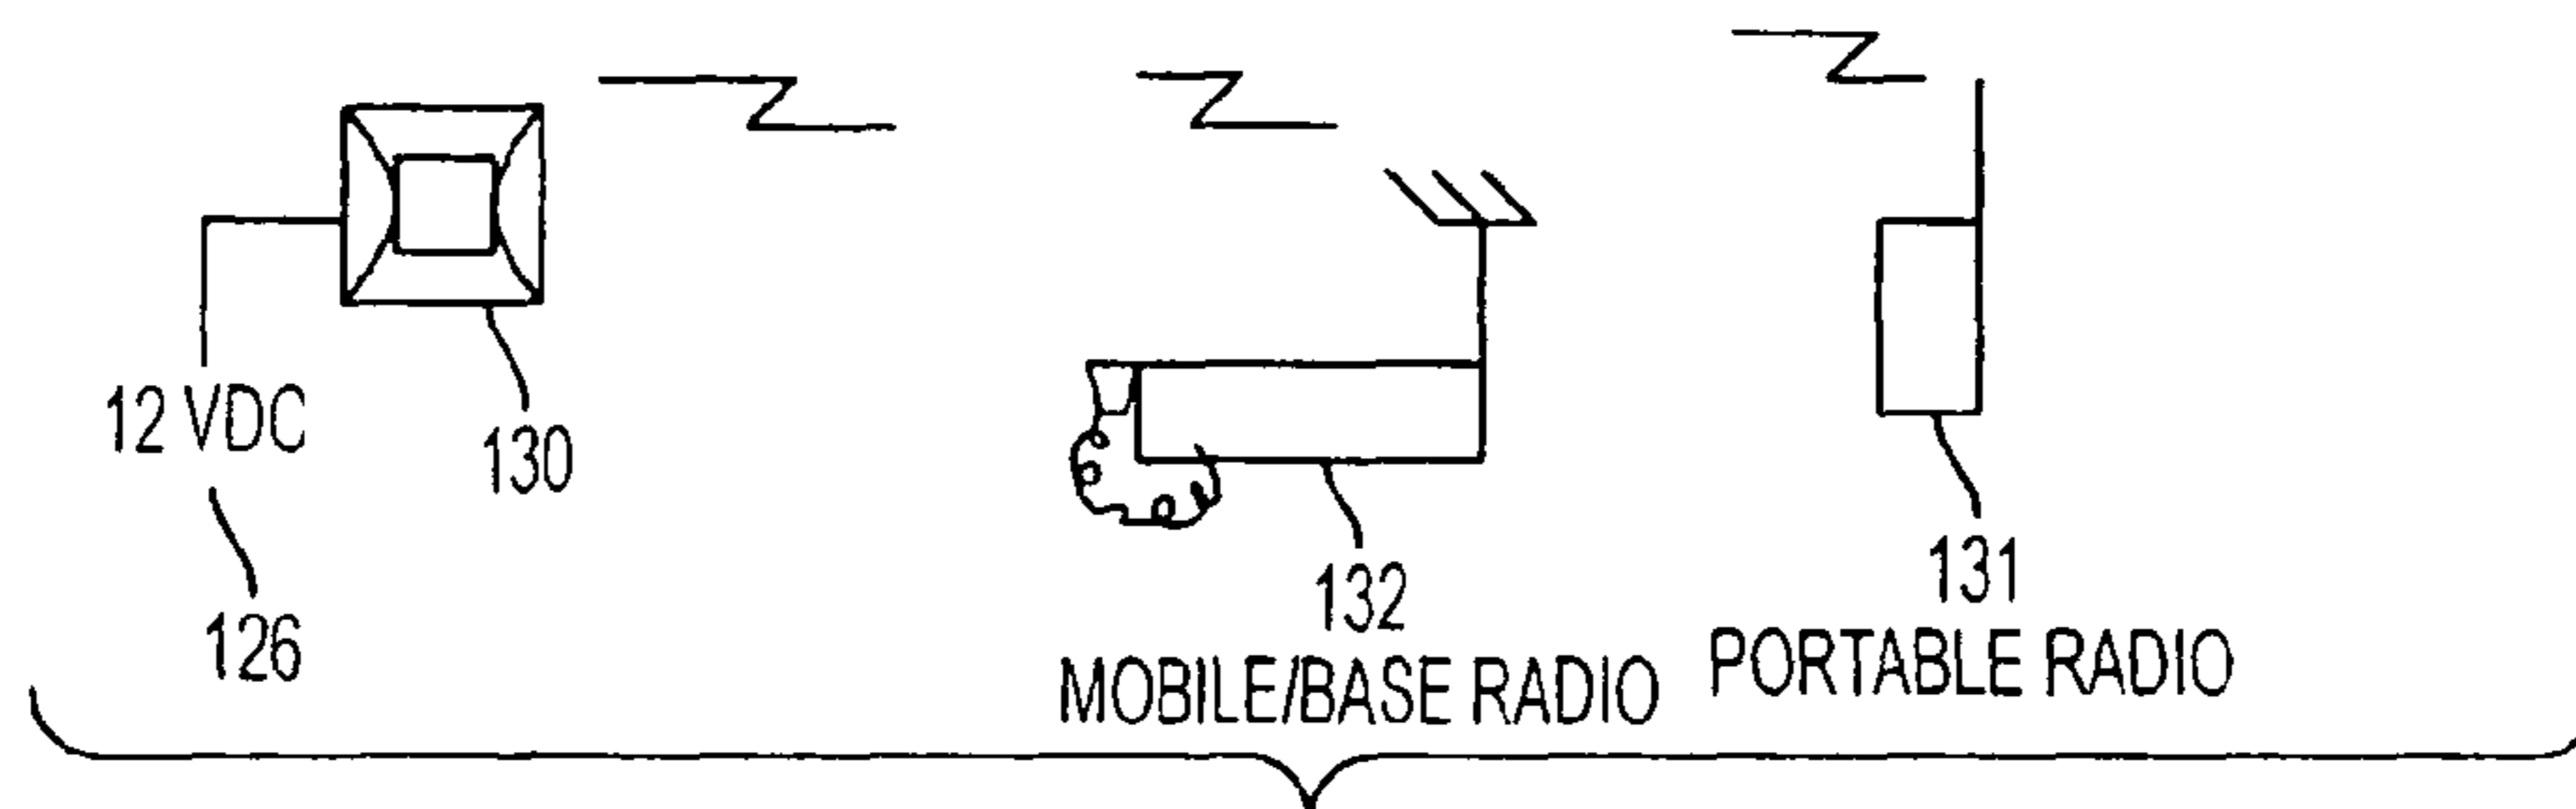 12 VDC
130
126
132
MOBILE/BASE RADIO
131
PORTABLE RADIO